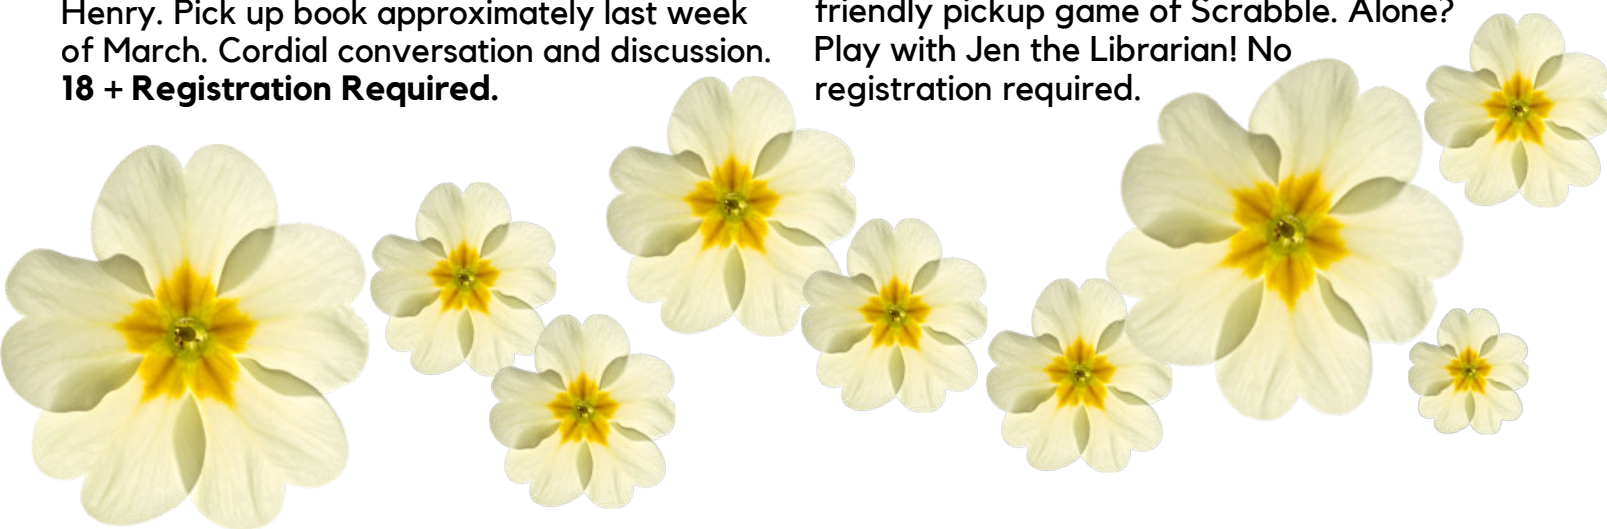 Henry. Pick up book approximately last week
of March. Cordial conversation and discussion.
18 + Registration Required.
friendly pickup game of Scrabble. Alone?
Play with Jen the Librarian! No
registration required.